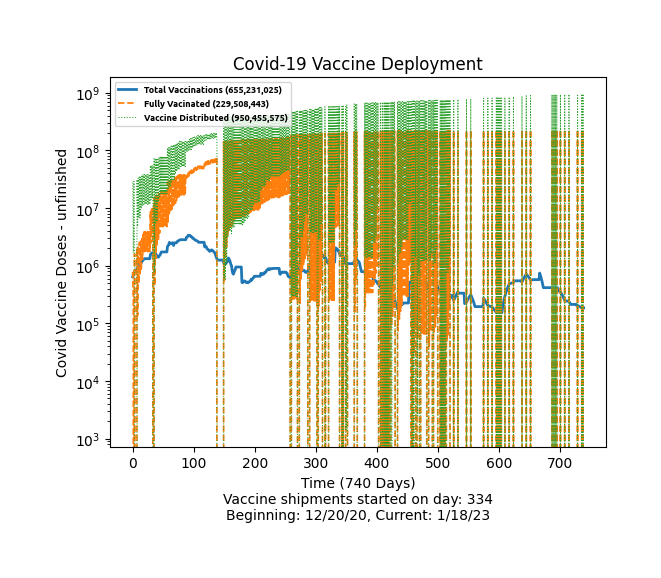 Covid-19 Vaccine Deployment
Total Vaccinations (655,231,025)
Fully Vacinated (229,508,443)
Vaccine Distributed (950,455,575)
Covid Vaccine Doses - unfinished
10⁹
10⁸
10⁷
10⁶
10⁵
10⁴
10³
0 100 200 300 400 500 600 700
Time (740 Days)
Vaccine shipments started on day: 334
Beginning: 12/20/20, Current: 1/18/23